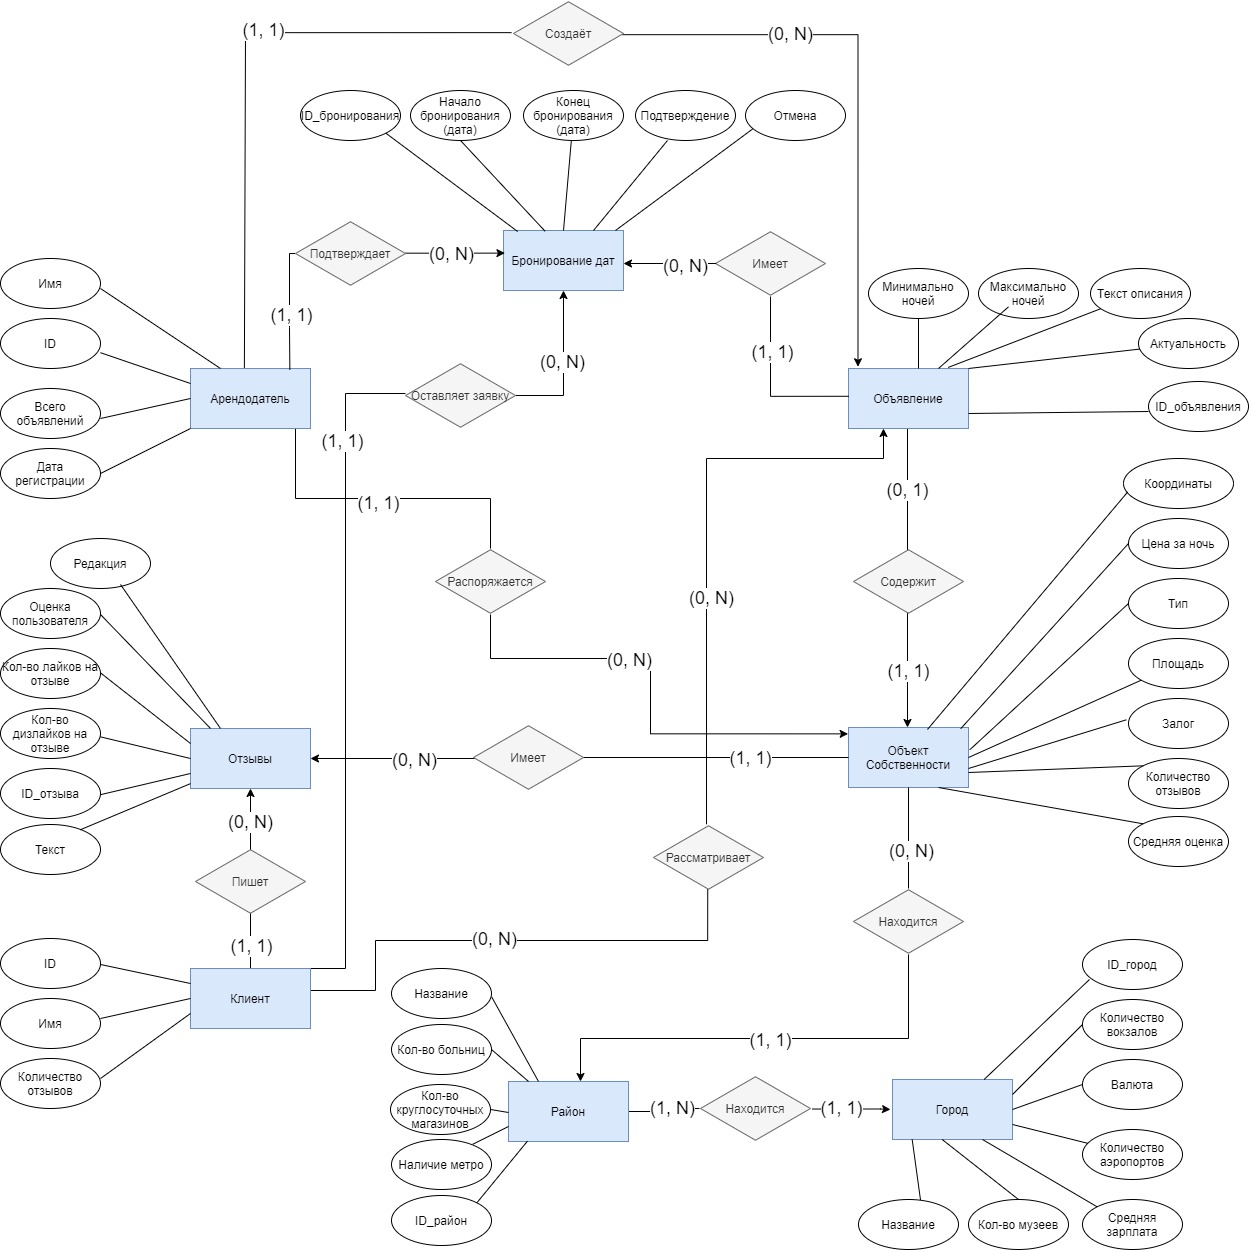 (1, 1)
Создаёт
(0, N)
ID_бронирования
Начало
бронирования
(дата)
Конец
бронирования
(дата)
Подтверждение
Отмена
Подтверждает
(0, N)
Бронирование дат
(0, N)
Имеет
(1, 1)
(1, 1)
(0, N)
Имя
ID
Всего
объявлений
Дата
регистрации
Арендодатель
Оставляет заявку
(1, 1)
Минимально
ночей
Максимально
ночей
Текст описания
Актуальность
ID_объявления
Объявление
(1, 1)
Распоряжается
(0, N)
(0, N)
(0, 1)
Содержит
(1, 1)
Координаты
Цена за ночь
Тип
Площадь
Залог
Количество
отзывов
Средняя оценка
Редакция
Оценка
пользователя
Кол-во лайков на
отзыве
Кол-во
дизлайков на
отзыве
ID_отзыва
Текст
Отзывы
(0, N)
Имеет
(1, 1)
Объект
Собственности
(0, N)
Пишет
(1, 1)
Рассматривает
(0, N)
(0, N)
Находится
(1, 1)
ID
Имя
Количество
отзывов
Клиент
Название
Кол-во больниц
Кол-во
круглосуточных
магазинов
Наличие метро
ID_район
Район
(1, N)
Находится
(1, 1)
Город
ID_город
Количество
вокзалов
Валюта
Количество
аэропортов
Средняя
зарплата
Кол-во музеев
Название